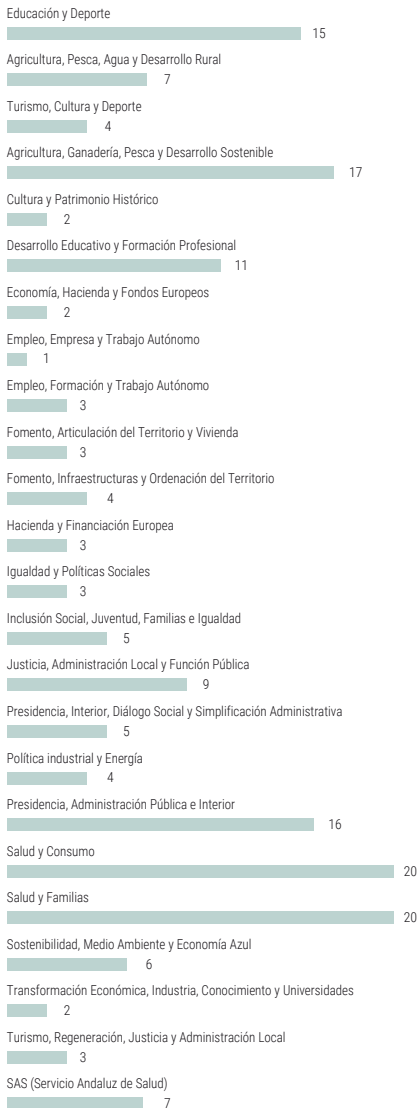 Educación y Deporte
15
Agricultura, Pesca, Agua y Desarrollo Rural
7
Turismo, Cultura y Deporte
4
Agricultura, Ganadería, Pesca y Desarrollo Sostenible
17
Cultura y Patrimonio Histórico
2
Desarrollo Educativo y Formación Profesional
11
Economía, Hacienda y Fondos Europeos
2
Empleo, Empresa y Trabajo Autónomo
1
Empleo, Formación y Trabajo Autónomo
3
Fomento, Articulación del Territorio y Vivienda
3
Fomento, Infraestructuras y Ordenación del Territorio
4
Hacienda y Financiación Europea
3
Igualdad y Políticas Sociales
3
Inclusión Social, Juventud, Familias e Igualdad
5
Justicia, Administración Local y Función Pública
9
Presidencia, Interior, Diálogo Social y Simplificación Administrativa
5
Política industrial y Energía
4
Presidencia, Administración Pública e Interior
16
Salud y Consumo
20
Salud y Familias
20
Sostenibilidad, Medio Ambiente y Economía Azul
6
Transformación Económica, Industria, Conocimiento y Universidades
2
Turismo, Regeneración, Justicia y Administración Local
3
SAS (Servicio Andaluz de Salud)
7